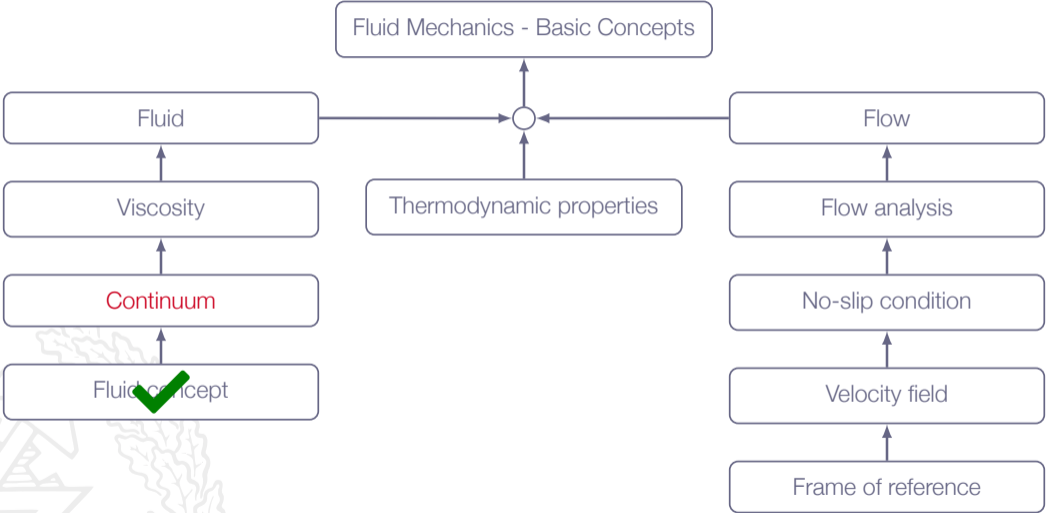 Fluid Mechanics - Basic Concepts
Fluid
Flow
Viscosity
Thermodynamic properties
Flow analysis
Continuum
No-slip condition
Fluid concept
Velocity field
Frame of reference